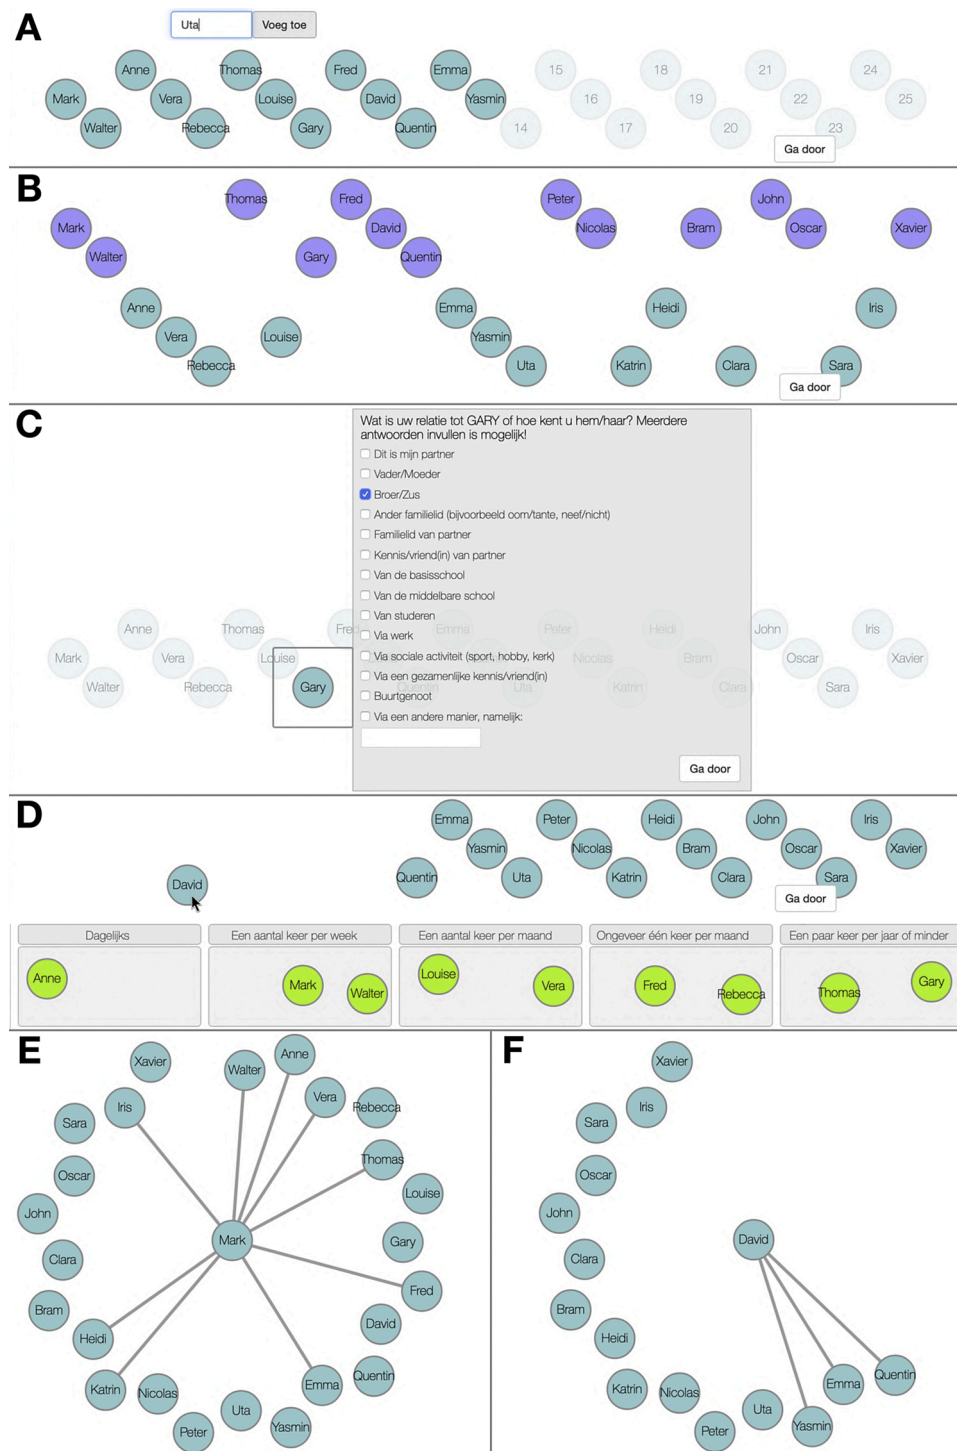 A
Uta
Voeg toe
Anne
Thomas
Fred
Emma
15
18
21
24
Mark
Vera
Louise
David
Yasmin
16
19
22
25
Walter
Rebecca
Gary
Quentin
14
17
20
23
Ga door
B
Thomas
Fred
Peter
John
Mark
David
Nicolas
Bram
Oscar
Xavier
Walter
Gary
Quentin
Anne
Emma
Heidi
Iris
Vera
Louise
Yasmin
Rebecca
Uta
Katrin
Clara
Sara
Ga door
C
Wat is uw relatie tot GARY of hoe kent u hem/haar? Meerdere
antwoorden invullen is mogelijk!
Dit is mijn partner
Vader/Moeder
Broer/Zus
Ander familielid (bijvoorbeeld oom/tante, neef/nicht)
Familielid van partner
Kennis/vriend(in) van partner
Van de basisschool
Van de middelbare school
Van studeren
Via werk
Via sociale activiteit (sport, hobby, kerk)
Via een gezamenlijke kennis/vriend(in)
Buurtgenoot
Via een andere manier, namelijk:
Ga door
Anne
Thomas
Fred
Emma
Peter
Heidi
John
Iris
Mark
Vera
Louise
Nicolas
Bram
Oscar
Xavier
Walter
Rebecca
Gary
Quentin
Uta
Katrin
Clara
Sara
D
Emma
Peter
Heidi
John
Iris
Yasmin
Nicolas
Bram
Oscar
Xavier
David
Quentin
Uta
Katrin
Clara
Sara
Ga door
Dagelijks
Een aantal keer per week
Een aantal keer per maand
Ongeveer één keer per maand
Een paar keer per jaar of minder
Anne
Mark
Walter
Louise
Vera
Fred
Rebecca
Thomas
Gary
E
Xavier
Walter
Anne
Iris
Vera
Rebecca
Sara
Thomas
Oscar
Louise
John
Mark
Gary
Clara
Fred
Bram
David
Heidi
Quentin
Katrin
Nicolas
Emma
Uta
Peter
Yasmin
F
Xavier
Iris
Sara
Oscar
John
David
Clara
Bram
Heidi
Quentin
Katrin
Nicolas
Emma
Uta
Peter
Yasmin